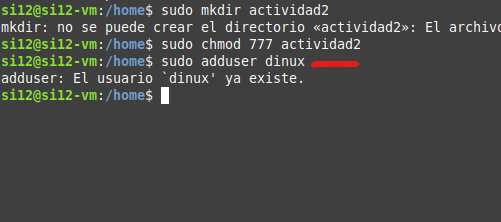 si12@si12-vm:/home$ sudo mkdir actividad2
mkdir: no se puede crear el directorio «actividad2»: El archivo
si12@si12-vm:/home$ sudo chmod 777 actividad2
si12@si12-vm:/home$ sudo adduser dinux
adduser: El usuario `dinux' ya existe.
si12@si12-vm:/home$